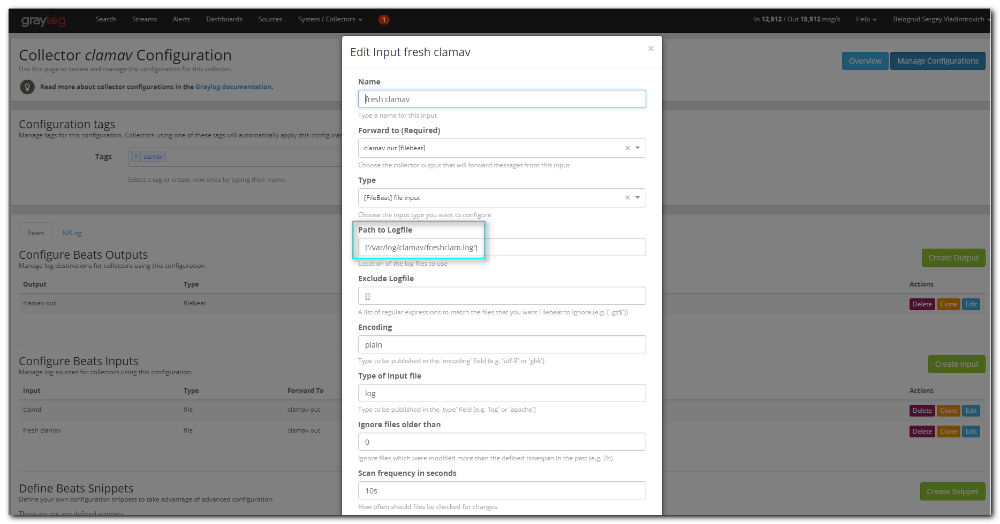 graylog Search Streams Alerts Dashboards Sources System / Collectors 1 In 12,912 / Out 15,912 msg/s Help Belogrud Sergey Vladimirovich
Collector clamav Configuration
Use this page to review and manage the configuration for this collector.
Read more about collector configurations in the Graylog documentation.
Overview Manage Configurations
Configuration tags
Manage tags for this configuration. Collectors using one of these tags will automatically apply this configurat
Tags × clamav
Select a tag or create new ones by typing their name.
Beats NXLog
Configure Beats Outputs
Manage log destinations for collectors using this configuration.
Create Output
Output Type Actions
clamav out filebeat Delete Clone Edit
Configure Beats Inputs
Manage log sources for collectors using this configuration.
Create Input
Input Type Forward To Actions
clamd file clamav out Delete Clone Edit
fresh clamav file clamav out Delete Clone Edit
Define Beats Snippets
Define your own configuration snippets to take advantage of advanced configuration.
Create Snippet
There are not any defined snippets
Edit Input fresh clamav ×
Name
fresh clamav
Type a name for this input
Forward to (Required)
clamav out [filebeat] ×
Choose the collector output that will forward messages from this input
Type
[FileBeat] file input ×
Choose the input type you want to configure
Path to Logfile
['/var/log/clamav/freshclam.log']
Location of the log files to use
Exclude Logfile
[]
A list of regular expressions to match the files that you want Filebeat to ignore.(e.g. ['.gz$'])
Encoding
plain
Type to be published in the 'encoding' field (e.g. 'utf-8' or 'gbk')
Type of input file
log
Type to be published in the 'type' field (e.g. 'log' or 'apache')
Ignore files older than
0
Ignore files which were modified more than the defined timespan in the past (e.g. 2h)
Scan frequency in seconds
10s
How often should files be checked for changes